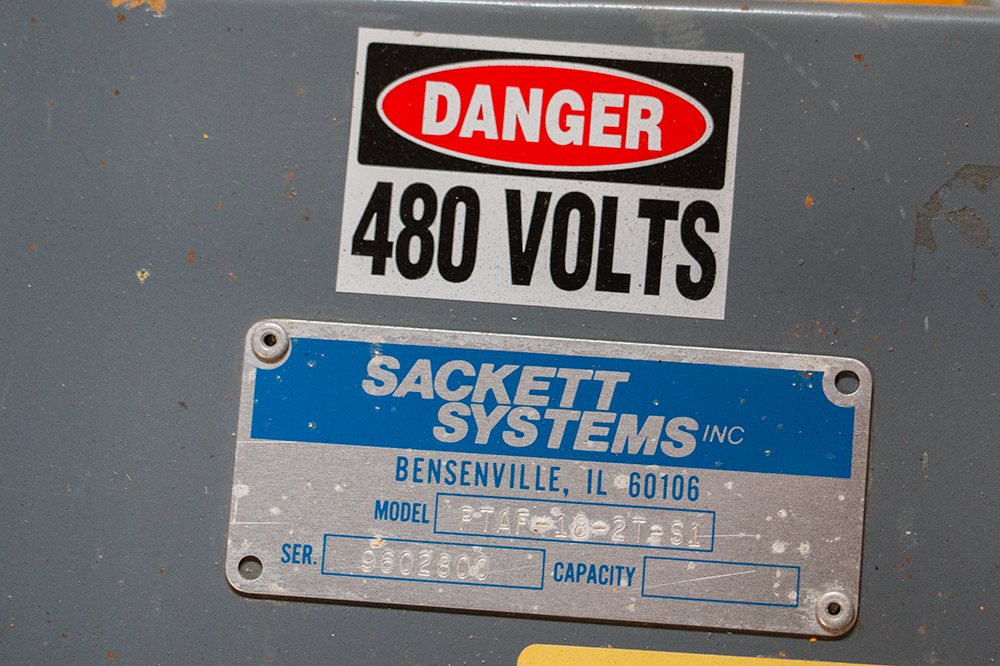 DANGER
480 VOLTS
SACKETT
SYSTEMS INC
BENSENVILLE, IL 60106
MODEL PTAF-18-2T-S1
SER. 9602800 CAPACITY